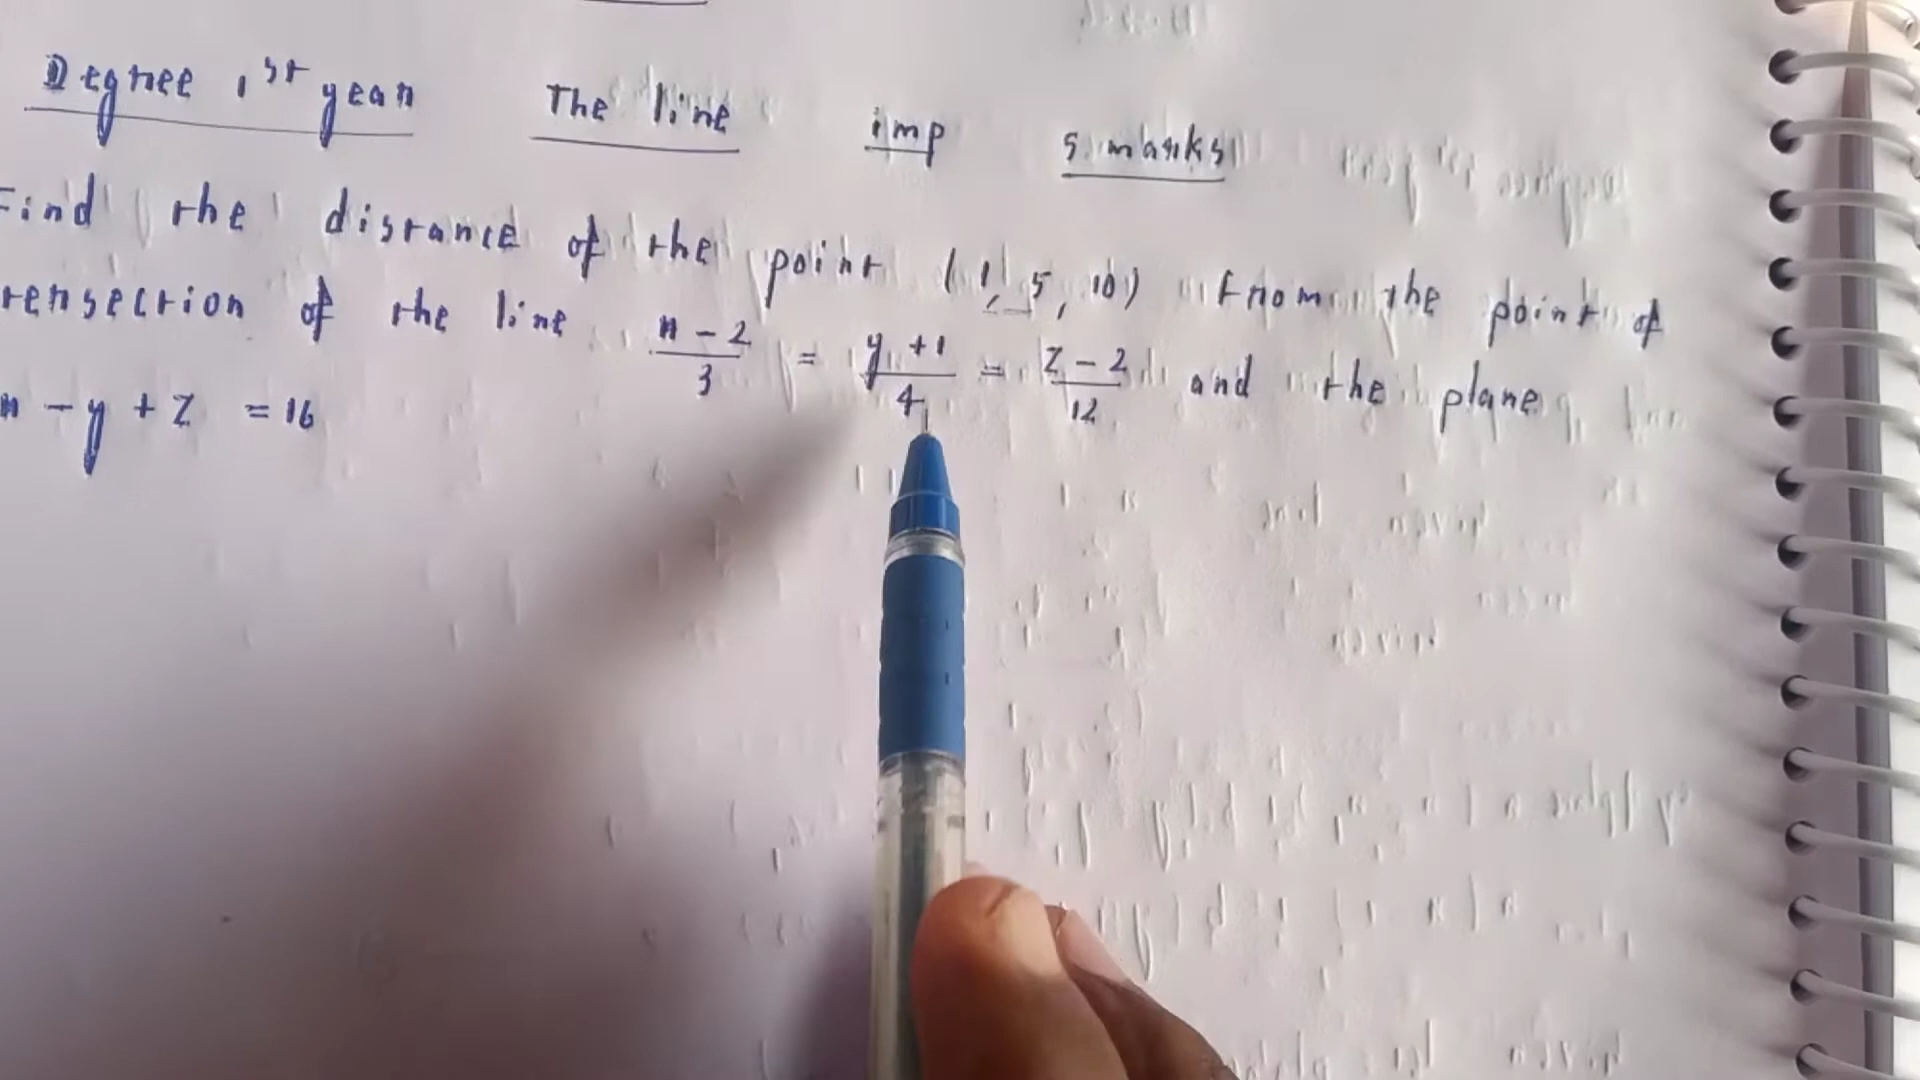 Degree 1st year The line imp 5 marks
Find the distance of the point (1, 5, 10) from the point of
tersection of the line x - 2 / 3 = y + 1 / 4 = z - 2 / 12 and the plane
x - y + z = 16